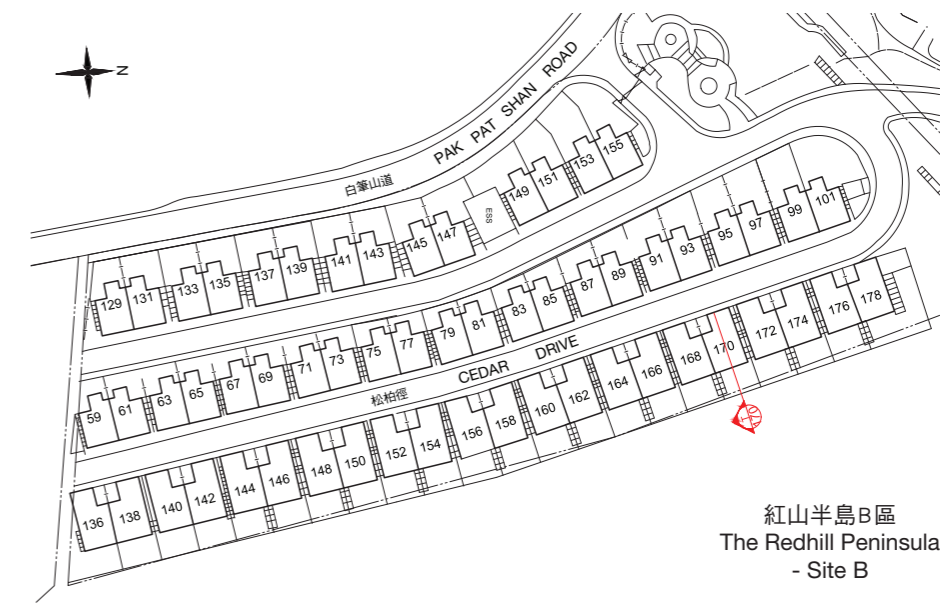 N
PAK PAT SHAN ROAD
白筆山道
149 151 153 155
ESS
129 131 133 135 137 139 141 143 145 147
83 85 87 89 91 93 95 97 99 101
59 61 63 65 67 69 71 73 75 77 79 81
CEDAR DRIVE
松柏徑
136 138 140 142 144 146 148 150 152 154 156 158 160 162 164 166 168 170 172 174 176 178
紅山半島B區
The Redhill Peninsula
- Site B